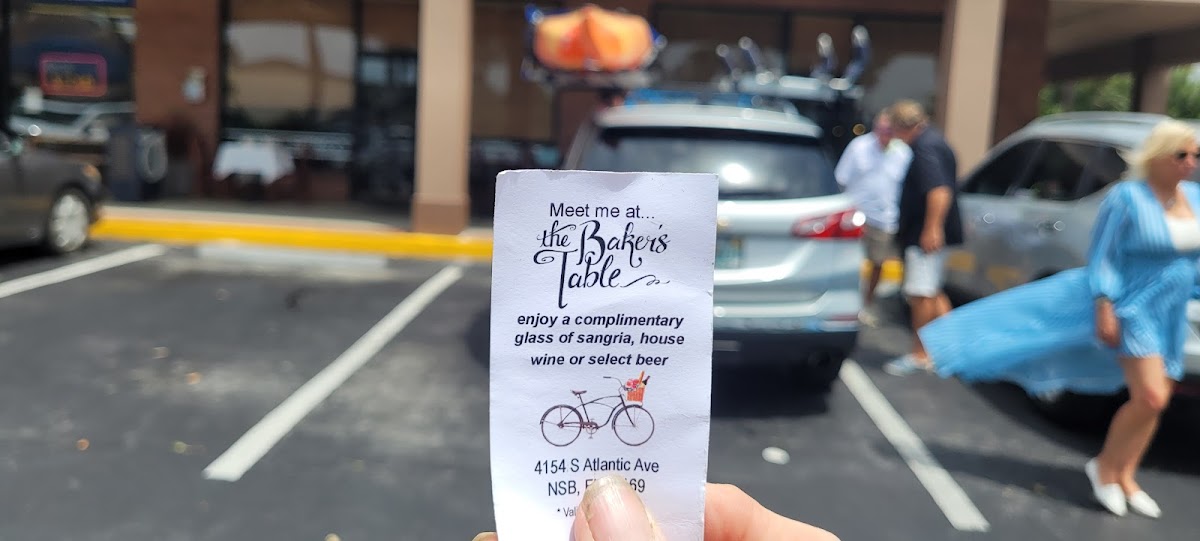 Meet me at...
the Baker's
Table
enjoy a complimentary
glass of sangria, house
wine or select beer
4154 S Atlantic Ave
NSB,